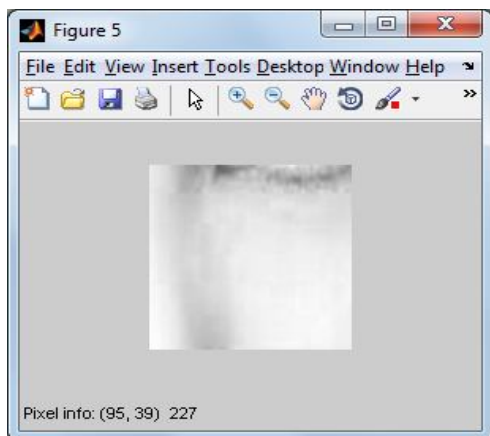 Figure 5
File Edit View Insert Tools Desktop Window Help
Pixel info: (95, 39) 227